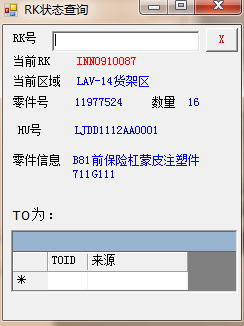 RK状态查询
RK号
X
当前RK INN0910087
当前区域 LAV-14货架区
零件号 11977524 数量 16
HU号 LJDD1112AA0001
零件信息 B81前保险杠蒙皮注塑件
711G111
TO为：
TOID 来源
*